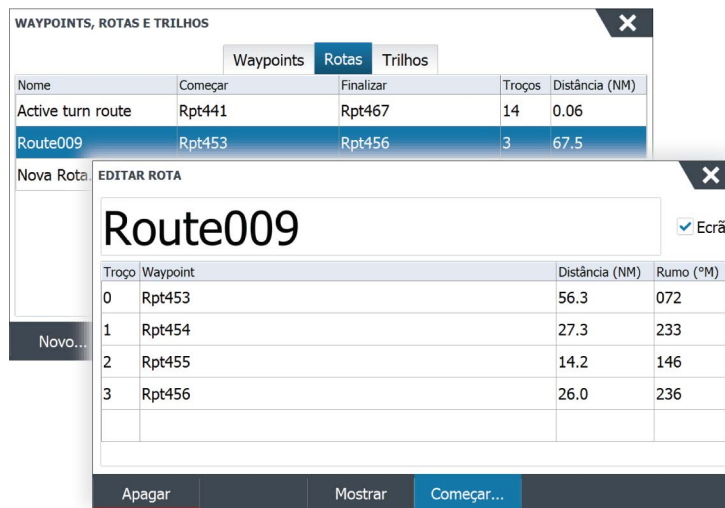 WAYPOINTS, ROTAS E TRILHOS
Waypoints Rotas Trilhos
Nome Começar Finalizar Troços Distância (NM)
Active turn route Rpt441 Rpt467 14 0.06
Route009 Rpt453 Rpt456 3 67.5
Nova Rota
Novo...
EDITAR ROTA
Route009
Ecrã
Troço Waypoint Distância (NM) Rumo (°M)
0 Rpt453 56.3 072
1 Rpt454 27.3 233
2 Rpt455 14.2 146
3 Rpt456 26.0 236
Apagar Mostrar Começar...